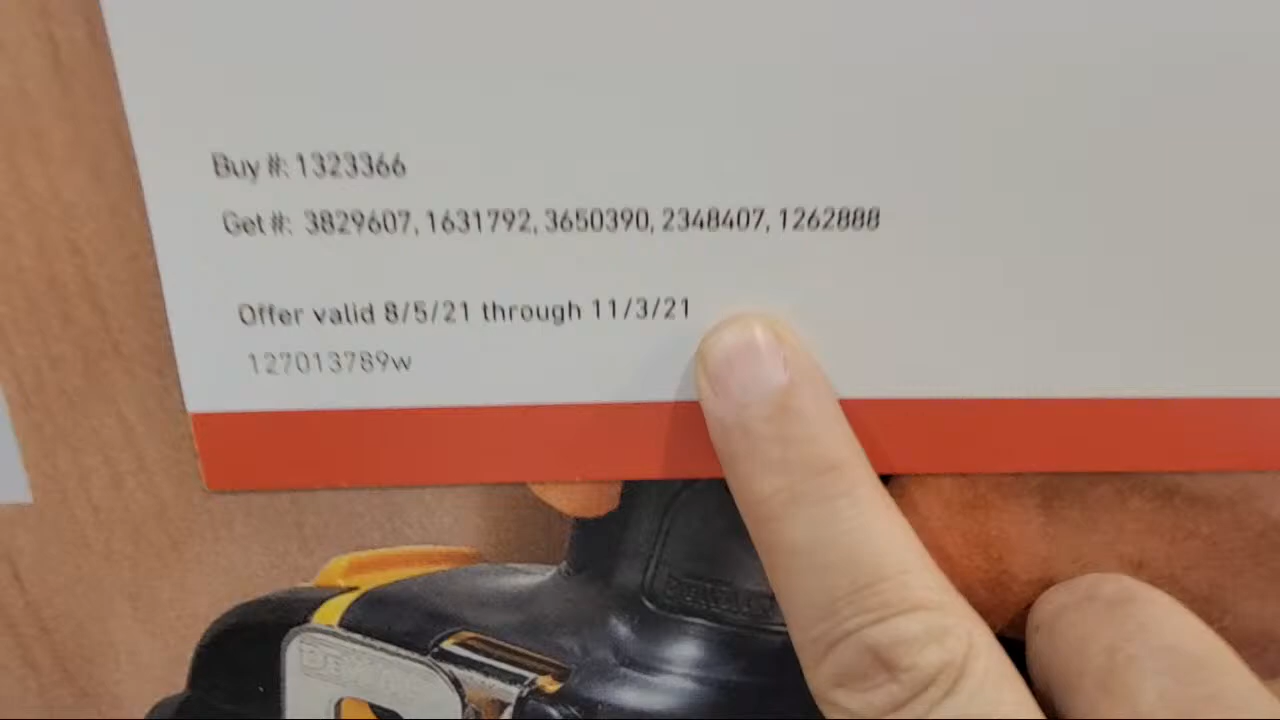 Buy #: 1323366
Get #: 3829607, 1631792, 3650390, 2348407, 1262888
Offer valid 8/5/21 through 11/3/21
127013789w